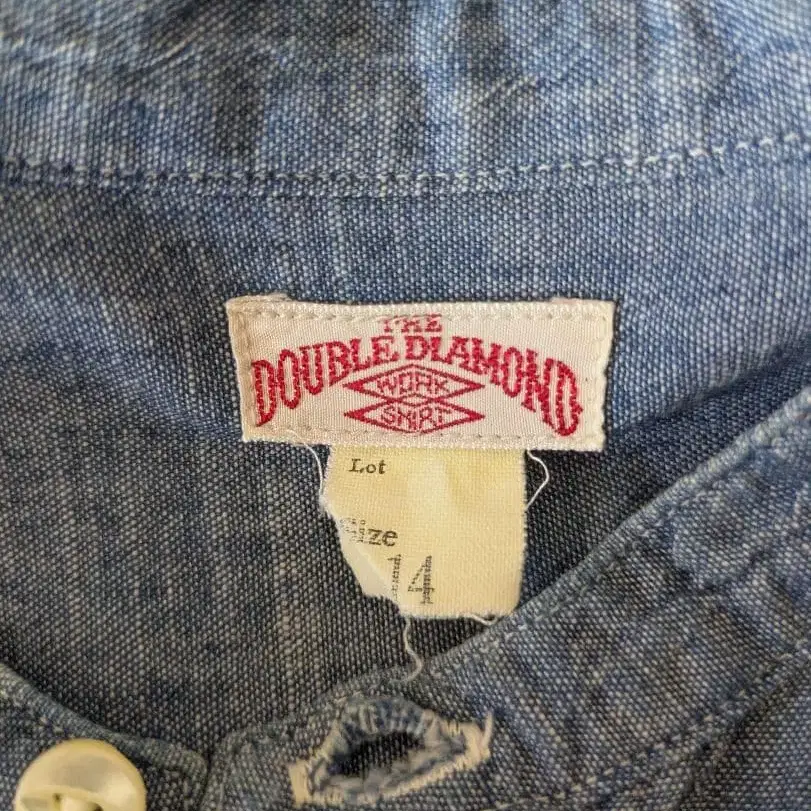 THE
DOUBLE DIAMOND
WORK
SHIRT
Lot
Size
14